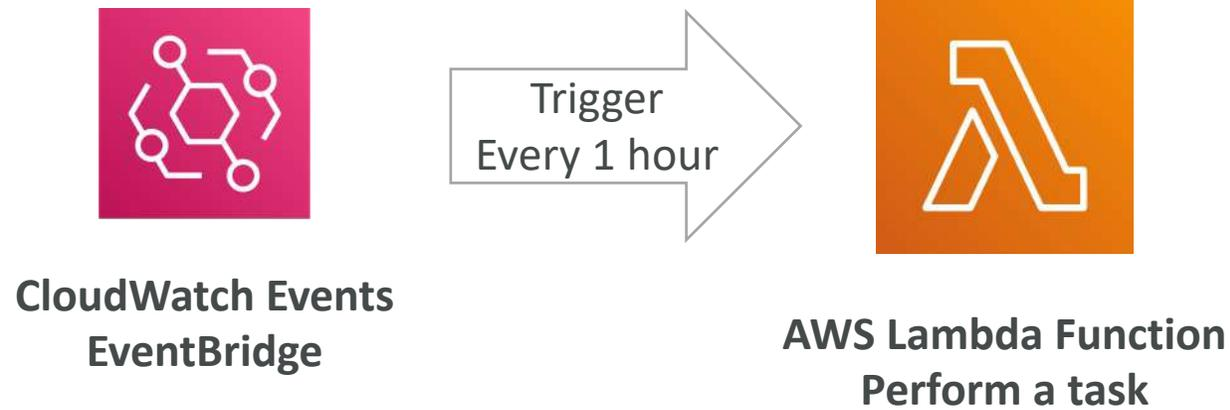 Trigger
Every 1 hour
CloudWatch Events
EventBridge
AWS Lambda Function
Perform a task